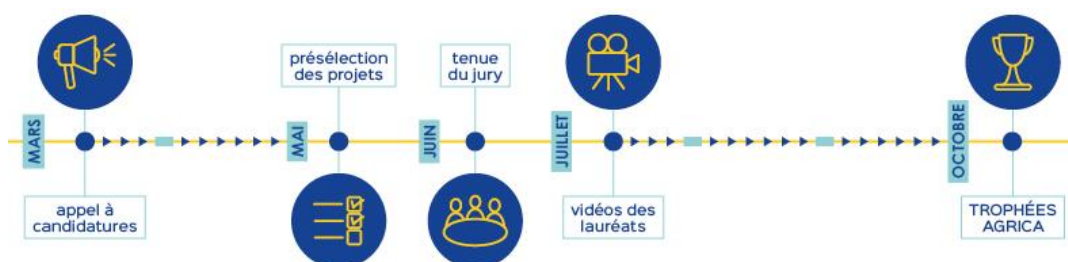 MARS
appel à
candidatures
MAI
présélection
des projets
JUIN
tenue
du jury
JUILLET
vidéos des
lauréats
OCTOBRE
TROPHÉES
AGRICA